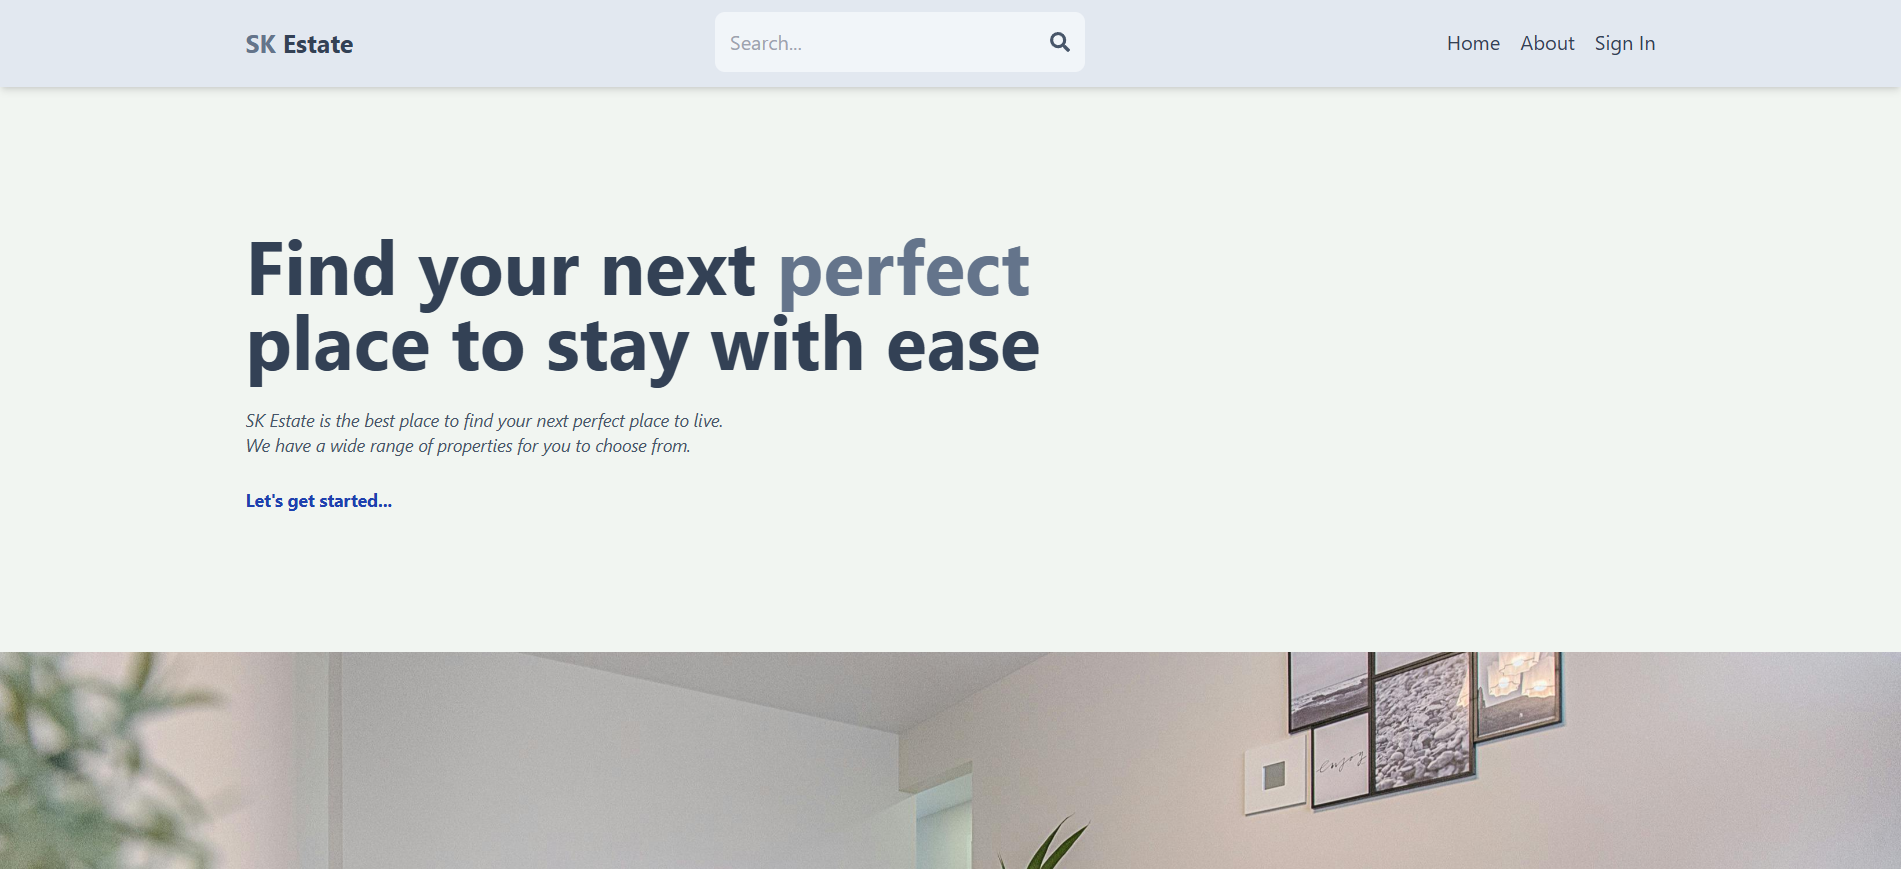 SK Estate
Search...
Home About Sign In
Find your next perfect
place to stay with ease
SK Estate is the best place to find your next perfect place to live.
We have a wide range of properties for you to choose from.
Let's get started...
enjoy